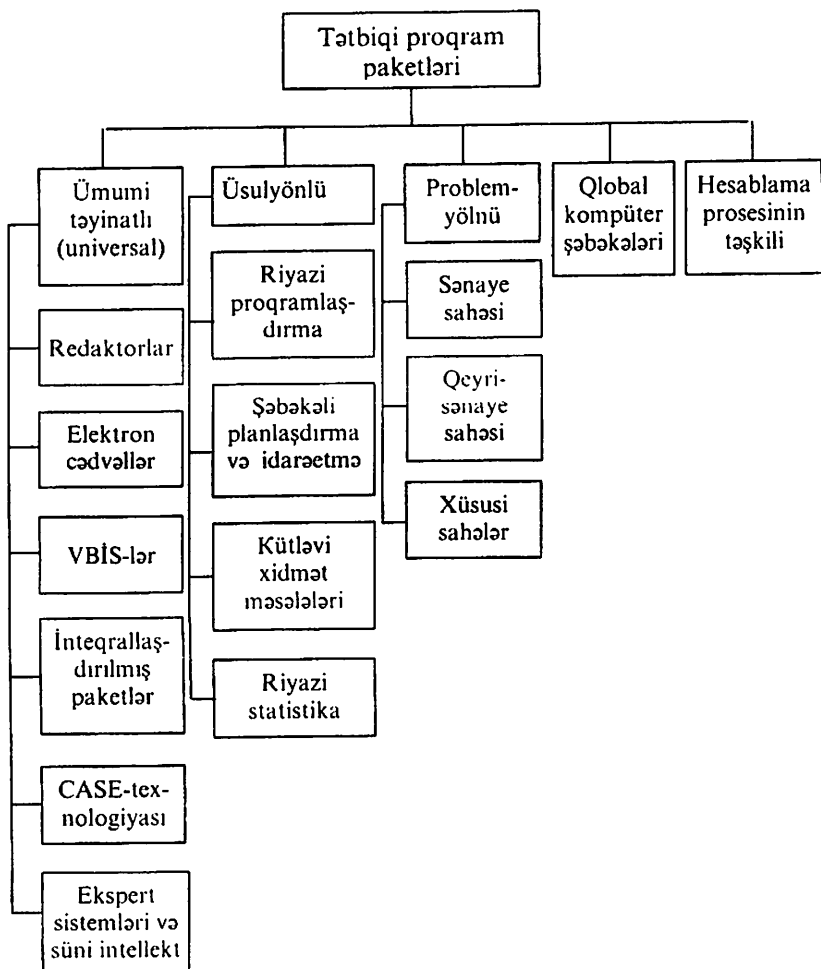 Tətbiqi proqram
paketləri
Ümumi
təyinatlı
(universal)
Redaktorlar
Elektron
cədvəllər
VBİS-lər
İnteqrallaş-
dırılmış
paketlər
CASE-tex-
nologiyası
Ekspert
sistemləri və
süni intellekt
Üsulyönlü
Riyazi
proqramlaş-
dırma
Şəbəkəli
planlaşdırma
və idarəetmə
Kütləvi
xidmət
məsələləri
Riyazi
statistika
Problem-
yölnü
Sənaye
sahəsi
Qeyri-
sənaye
sahəsi
Xüsusi
sahələr
Qlobal
kompüter
şəbəkələri
Hesablama
prosesinin
təşkili